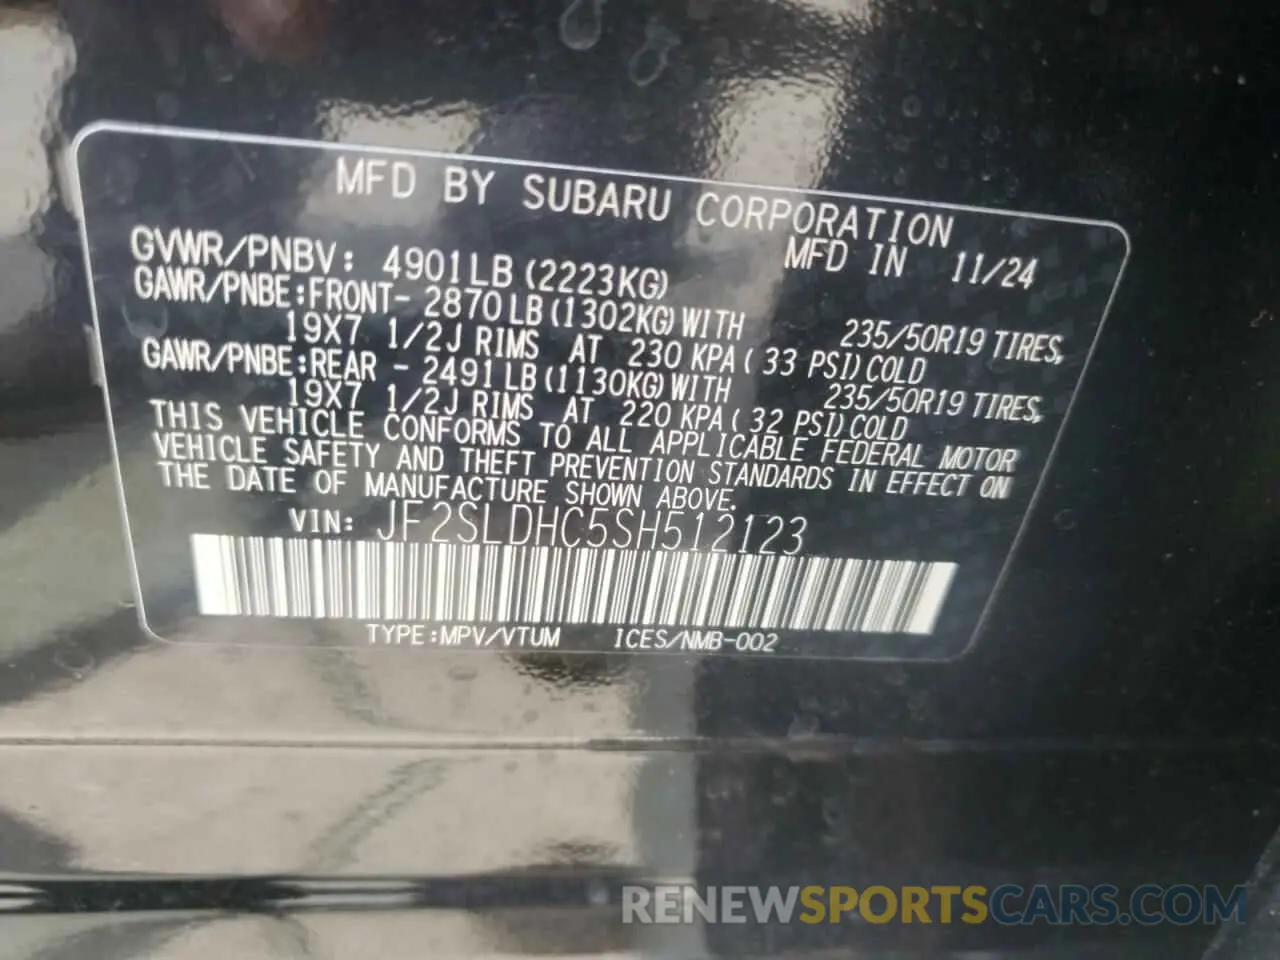 MFD BY SUBARU CORPORATION
MFD IN 11/24
GVWR/PNBV: 4901LB (2223KG)
GAWR/PNBE:FRONT- 2870LB (1302KG) WITH 235/50R19 TIRES,
19X7 1/2J RIMS AT 230 KPA ( 33 PSI) COLD
GAWR/PNBE:REAR - 2491LB (1130KG) WITH 235/50R19 TIRES,
19X7 1/2J RIMS AT 220 KPA ( 32 PSI) COLD
THIS VEHICLE CONFORMS TO ALL APPLICABLE FEDERAL MOTOR
VEHICLE SAFETY AND THEFT PREVENTION STANDARDS IN EFFECT ON
THE DATE OF MANUFACTURE SHOWN ABOVE.
VIN: JF2SLDHC5SH512123
TYPE:MPV/VTUM ICES/NMB-002
RENEWSPORTSCARS.COM